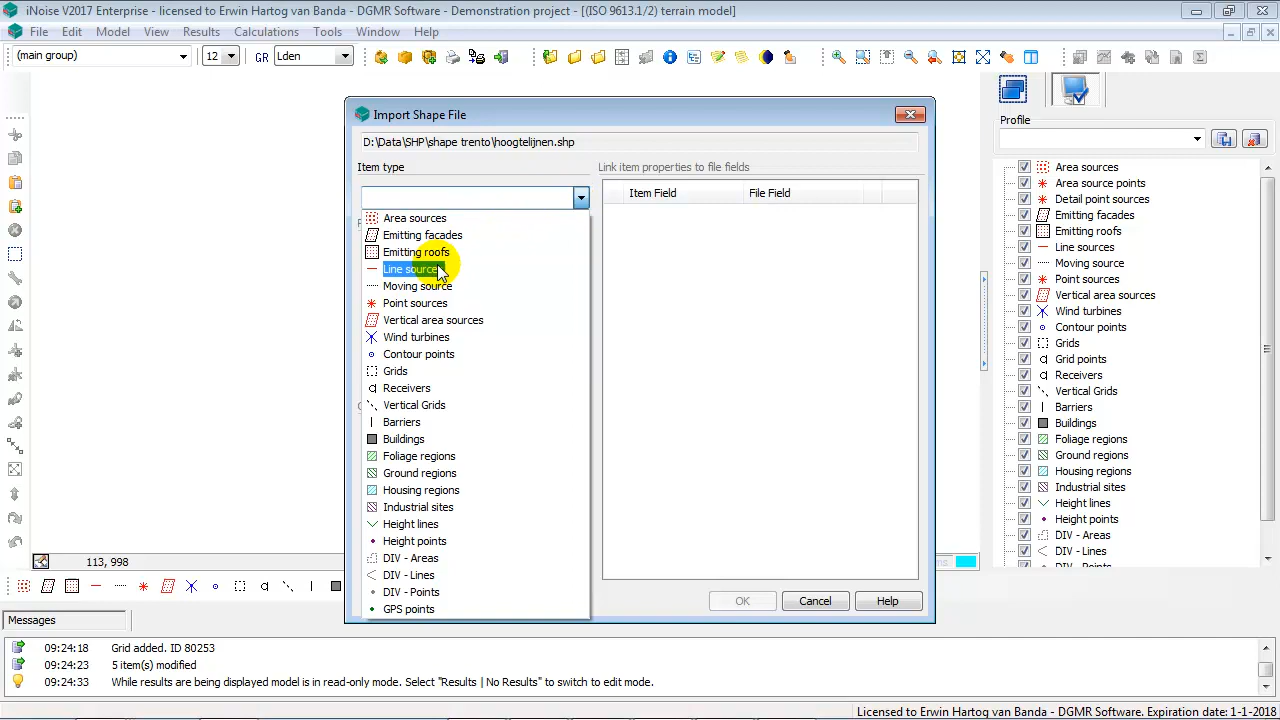 iNoise V2017 Enterprise - licensed to Erwin Hartog van Banda - DGMR Software - Demonstration project - [(ISO 9613.1/2) terrain model]
File Edit Model View Results Calculations Tools Window Help
(main group) 12 GR Lden
Import Shape File
D:\Data\SHP\shape trento\hoogtelijnen.shp
Item type
Area sources
Emitting facades
Emitting roofs
Line sources
Moving source
Point sources
Vertical area sources
Wind turbines
Contour points
Grids
Receivers
Vertical Grids
Barriers
Buildings
Foliage regions
Ground regions
Housing regions
Industrial sites
Height lines
Height points
DIV - Areas
DIV - Lines
DIV - Points
GPS points
Link item properties to file fields
Item Field File Field
OK Cancel Help
Profile
Area sources
Area source points
Detail point sources
Emitting facades
Emitting roofs
Line sources
Moving source
Point sources
Vertical area sources
Wind turbines
Contour points
Grids
Grid points
Receivers
Vertical Grids
Barriers
Buildings
Foliage regions
Ground regions
Housing regions
Industrial sites
Height lines
Height points
DIV - Areas
DIV - Lines
DIV - Points
113, 998
Messages
09:24:18 Grid added. ID 80253
09:24:23 5 item(s) modified
09:24:33 While results are being displayed model is in read-only mode. Select "Results | No Results" to switch to edit mode.
Licensed to Erwin Hartog van Banda - DGMR Software. Expiration date: 1-1-2018